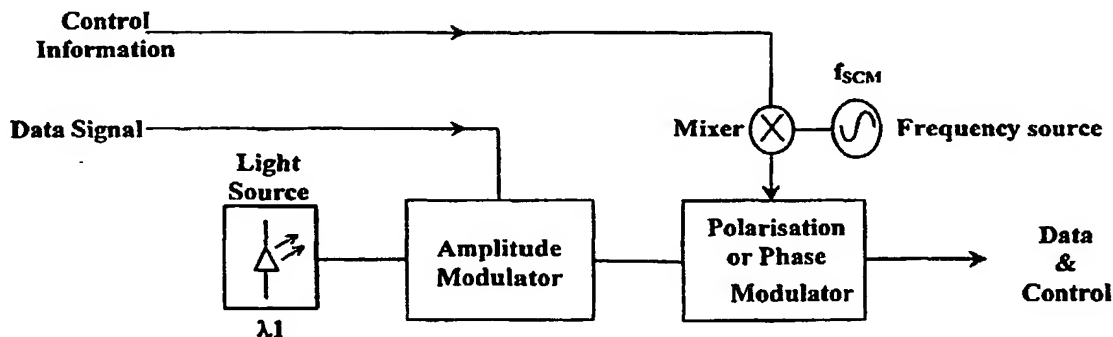 Control
Information
f_SCM
Data Signal
Mixer
Frequency source
Light
Source
Amplitude
Modulator
Polarisation
or Phase
Modulator
Data
&
Control
λ1